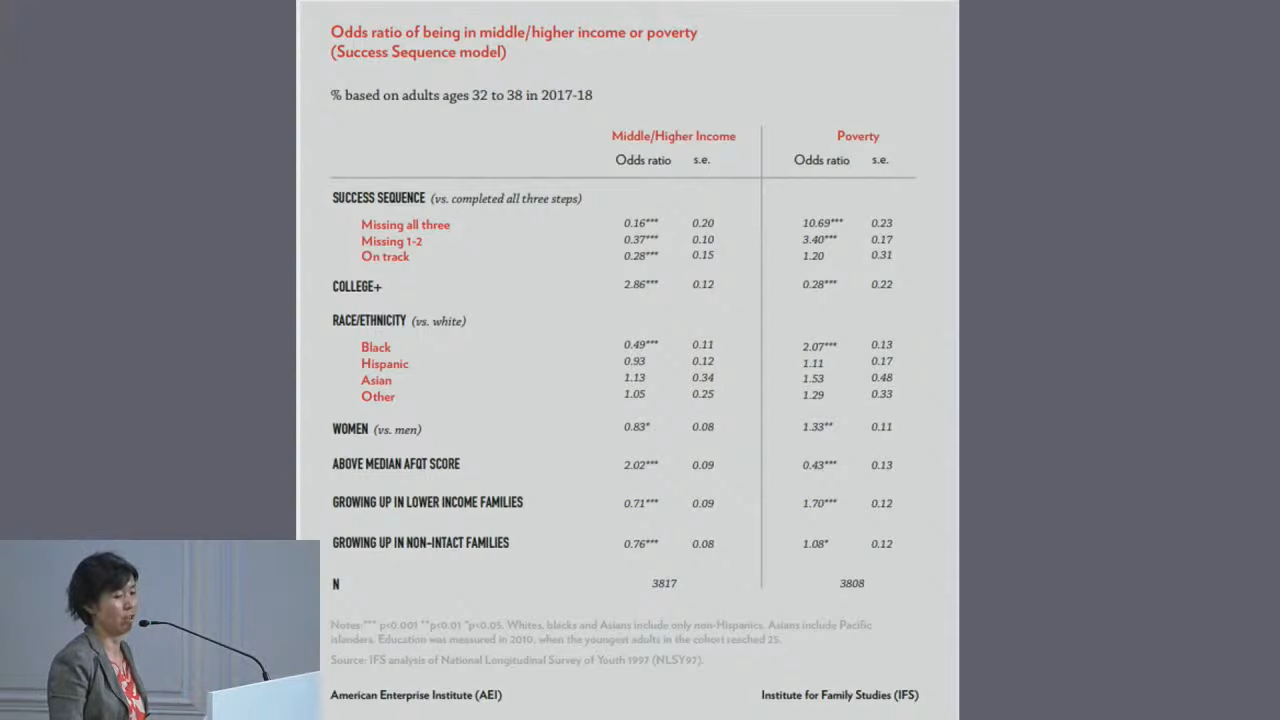 Odds ratio of being in middle/higher income or poverty
(Success Sequence model)
% based on adults ages 32 to 38 in 2017-18
Middle/Higher Income Poverty
Odds ratio s.e. Odds ratio s.e.
SUCCESS SEQUENCE (vs. completed all three steps)
Missing all three 0.16*** 0.20 10.69*** 0.23
Missing 1-2 0.37*** 0.10 3.40*** 0.17
On track 0.28*** 0.15 1.20 0.31
COLLEGE+ 2.86*** 0.12 0.28*** 0.22
RACE/ETHNICITY (vs. white)
Black 0.49*** 0.11 2.07*** 0.13
Hispanic 0.93 0.12 1.11 0.17
Asian 1.13 0.34 1.53 0.48
Other 1.05 0.25 1.29 0.33
WOMEN (vs. men) 0.83* 0.08 1.33** 0.11
ABOVE MEDIAN AFQT SCORE 2.02*** 0.09 0.43*** 0.13
GROWING UP IN LOWER INCOME FAMILIES 0.71*** 0.09 1.70*** 0.12
GROWING UP IN NON-INTACT FAMILIES 0.76*** 0.08 1.08* 0.12
N 3817 3808
Notes:*** p<0.001 **p<0.01 *p<0.05. Whites, blacks and Asians include only non-Hispanics. Asians include Pacific
islanders. Education was measured in 2010, when the youngest adults in the cohort reached 25.
Source: IFS analysis of National Longitudinal Survey of Youth 1997 (NLSY97).
American Enterprise Institute (AEI) Institute for Family Studies (IFS)